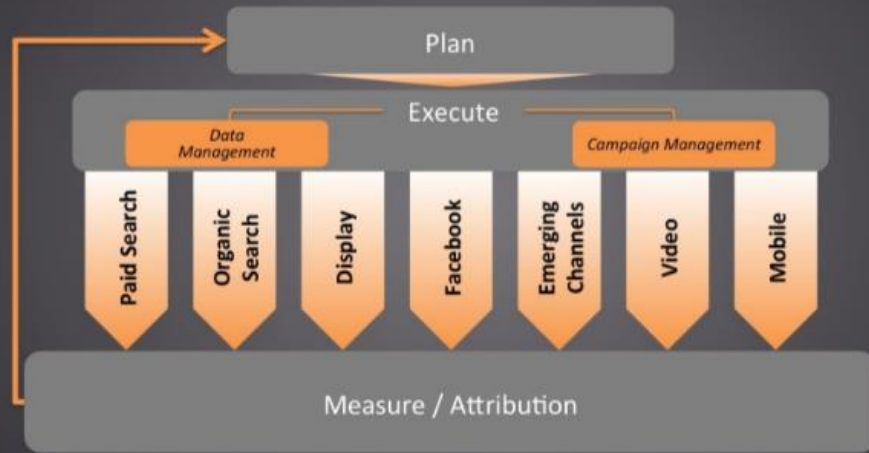 Plan
Execute
Data
Management
Campaign Management
Paid Search
Organic
Search
Display
Facebook
Emerging
Channels
Video
Mobile
Measure / Attribution